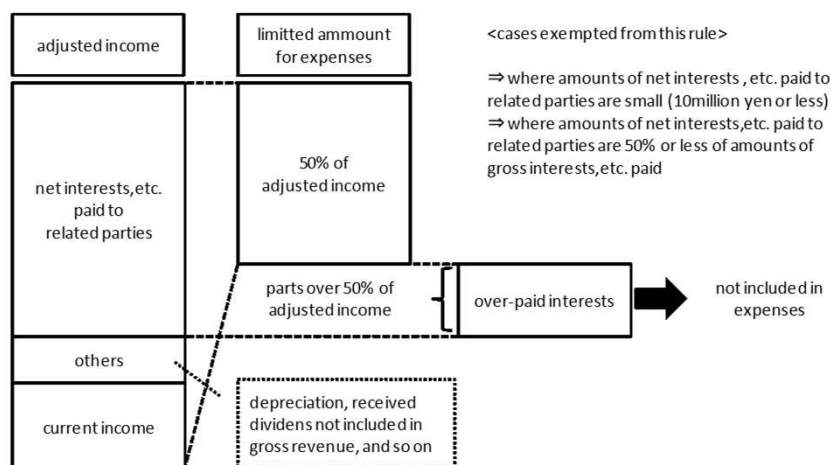 adjusted income
limitted ammount
for expenses
<cases exempted from this rule>
⇒ where amounts of net interests , etc. paid to
related parties are small (10million yen or less)
⇒ where amounts of net interests,etc. paid to
related parties are 50% or less of amounts of
gross interests,etc. paid
50% of
adjusted income
net interests,etc.
paid to
related parties
parts over 50% of
adjusted income
over-paid interests
not included in
expenses
others
current income
depreciation, received
dividens not included in
gross revenue, and so on